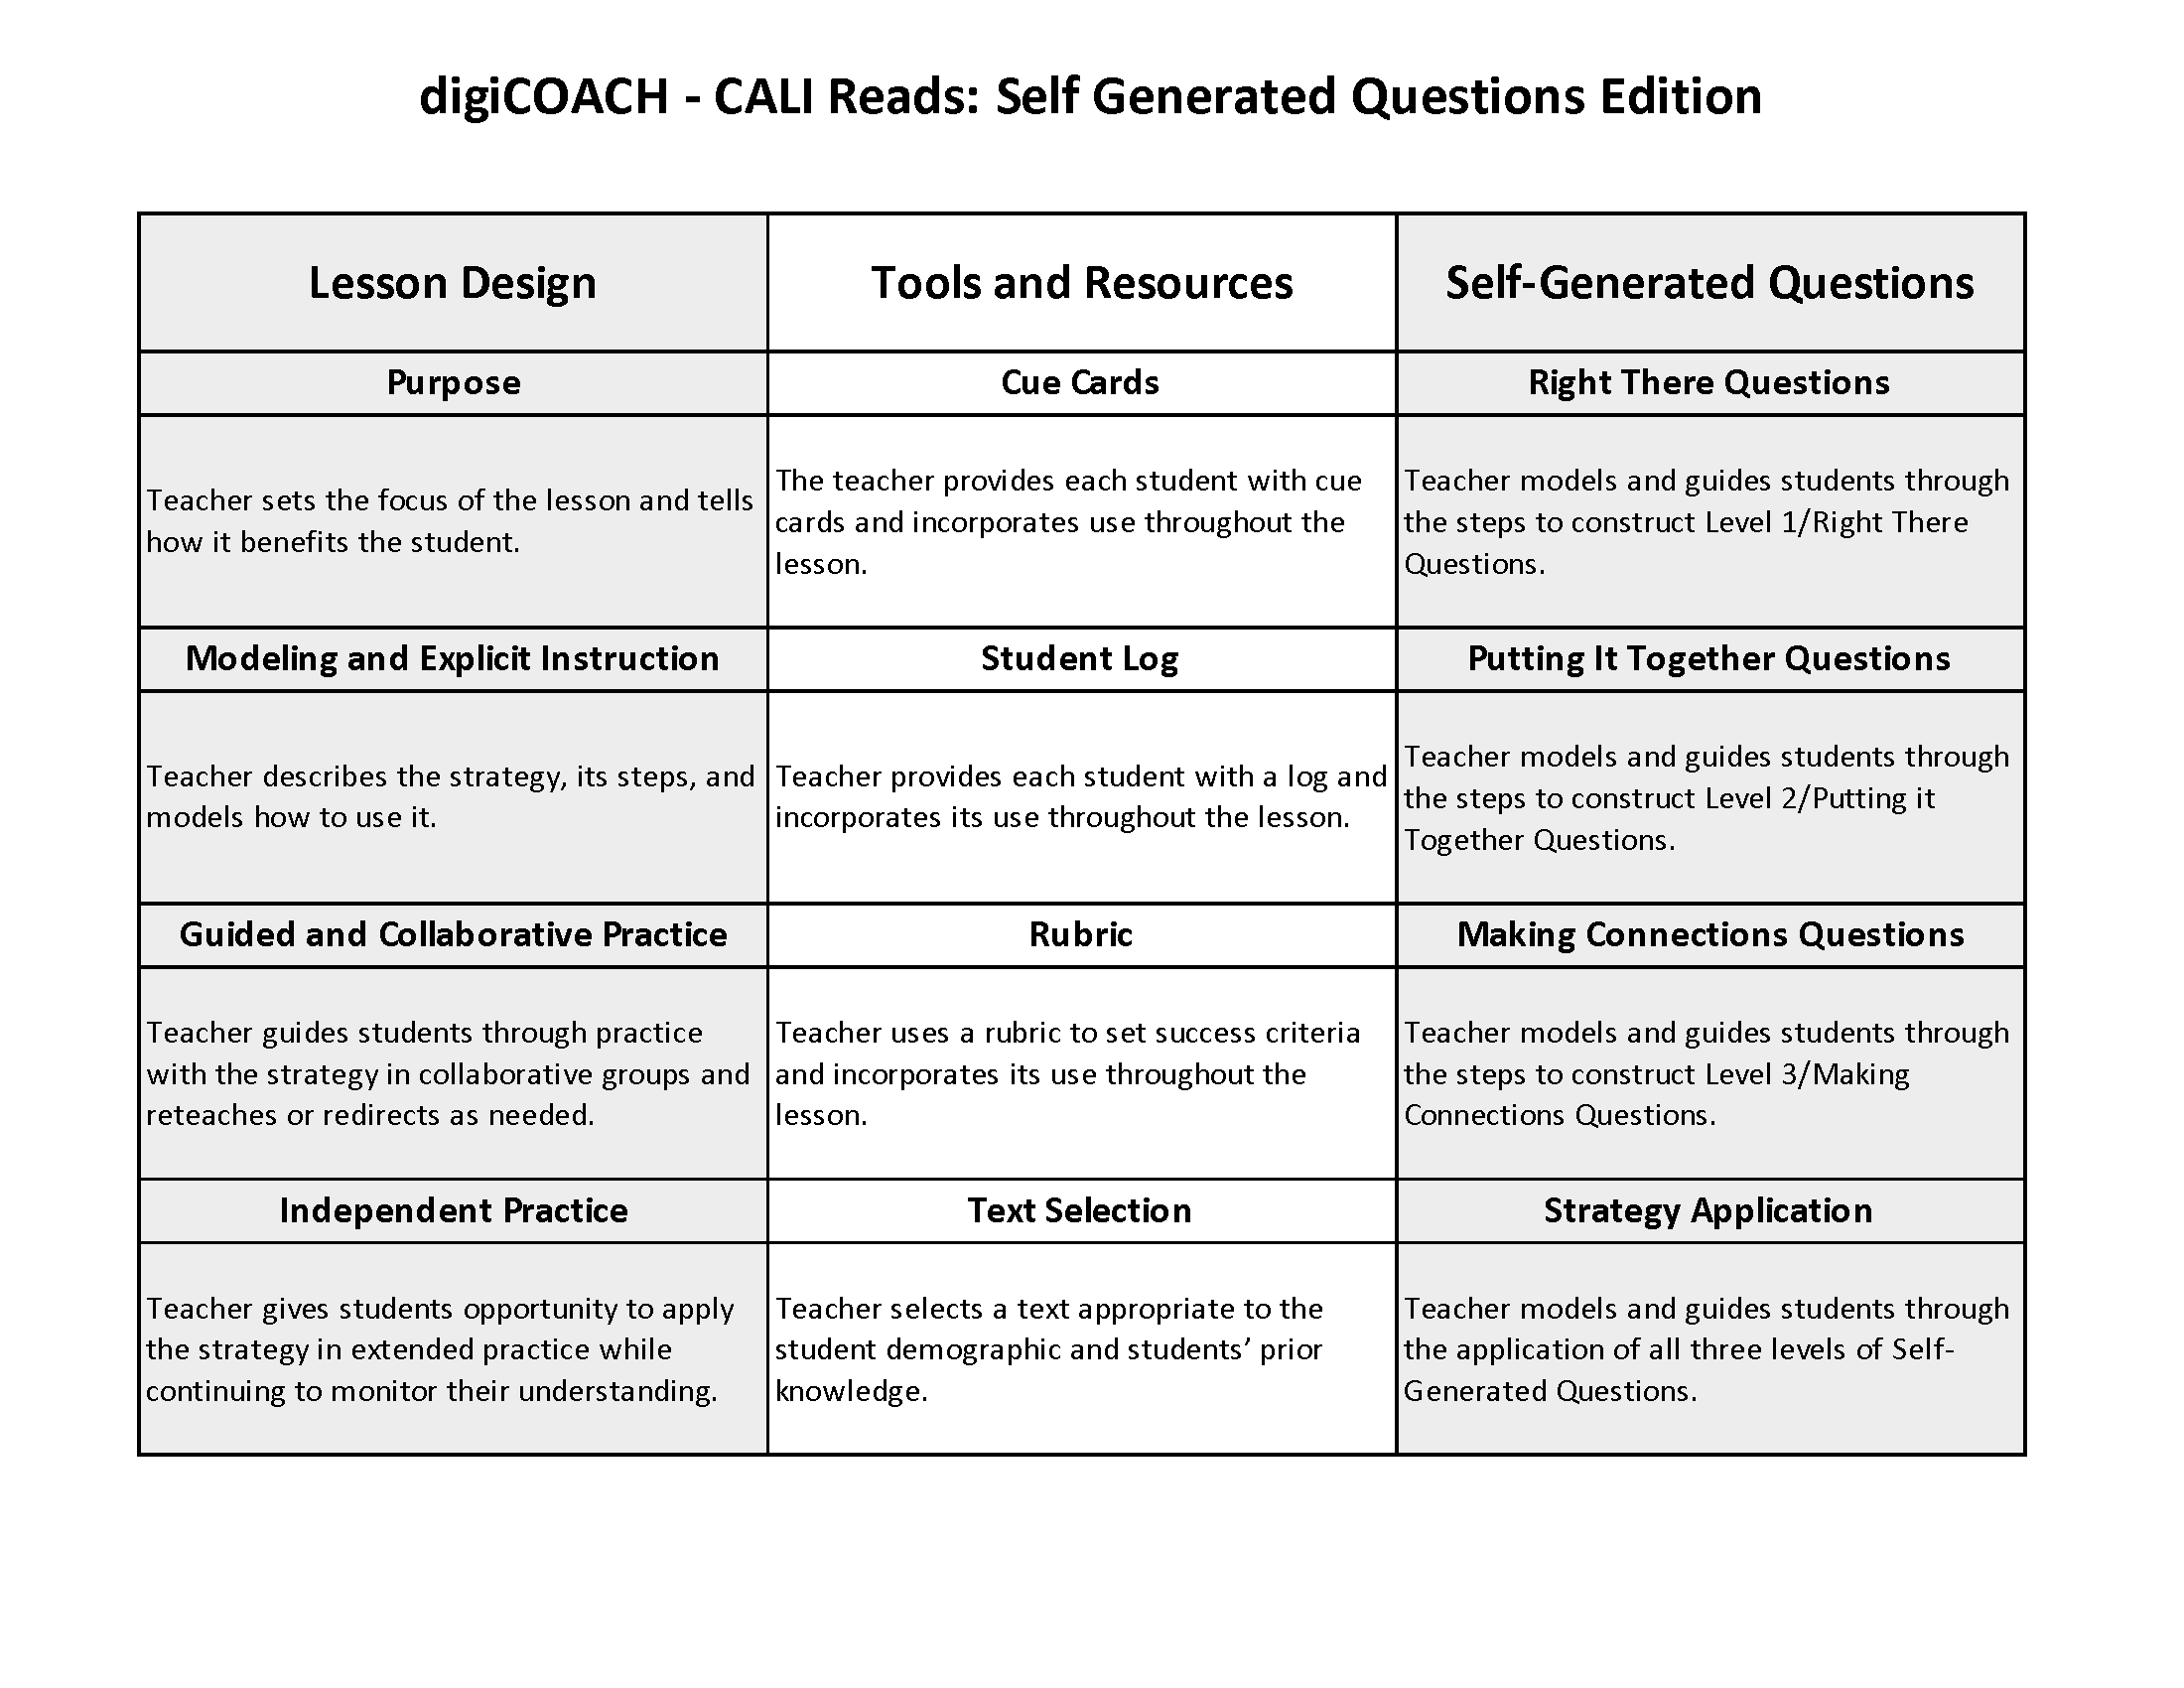 digiCOACH - CALI Reads: Self Generated Questions Edition
Lesson Design
Tools and Resources
Self-Generated Questions
Purpose
Cue Cards
Right There Questions
Teacher sets the focus of the lesson and tells
how it benefits the student.
The teacher provides each student with cue
cards and incorporates use throughout the
lesson.
Teacher models and guides students through
the steps to construct Level 1/Right There
Questions.
Modeling and Explicit Instruction
Student Log
Putting It Together Questions
Teacher describes the strategy, its steps, and
models how to use it.
Teacher provides each student with a log and
incorporates its use throughout the lesson.
Teacher models and guides students through
the steps to construct Level 2/Putting it
Together Questions.
Guided and Collaborative Practice
Rubric
Making Connections Questions
Teacher guides students through practice
with the strategy in collaborative groups and
reteaches or redirects as needed.
Teacher uses a rubric to set success criteria
and incorporates its use throughout the
lesson.
Teacher models and guides students through
the steps to construct Level 3/Making
Connections Questions.
Independent Practice
Text Selection
Strategy Application
Teacher gives students opportunity to apply
the strategy in extended practice while
continuing to monitor their understanding.
Teacher selects a text appropriate to the
student demographic and students’ prior
knowledge.
Teacher models and guides students through
the application of all three levels of Self-
Generated Questions.